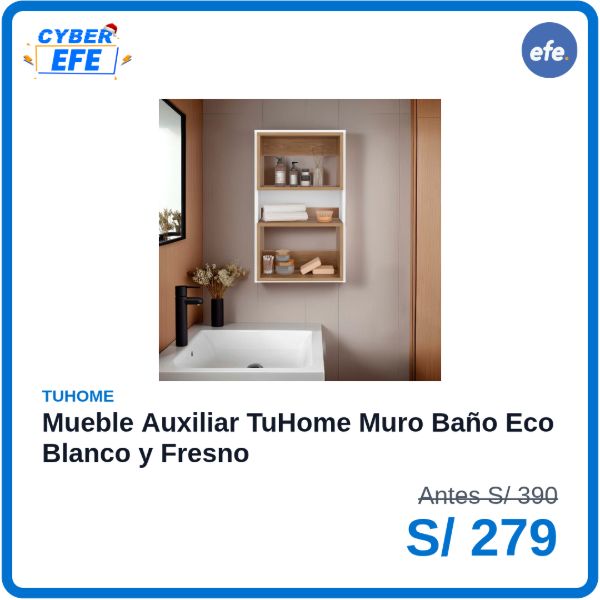 CYBER
EFE
efe.
TUHOME
Mueble Auxiliar TuHome Muro Baño Eco
Blanco y Fresno
Antes S/ 390
S/ 279